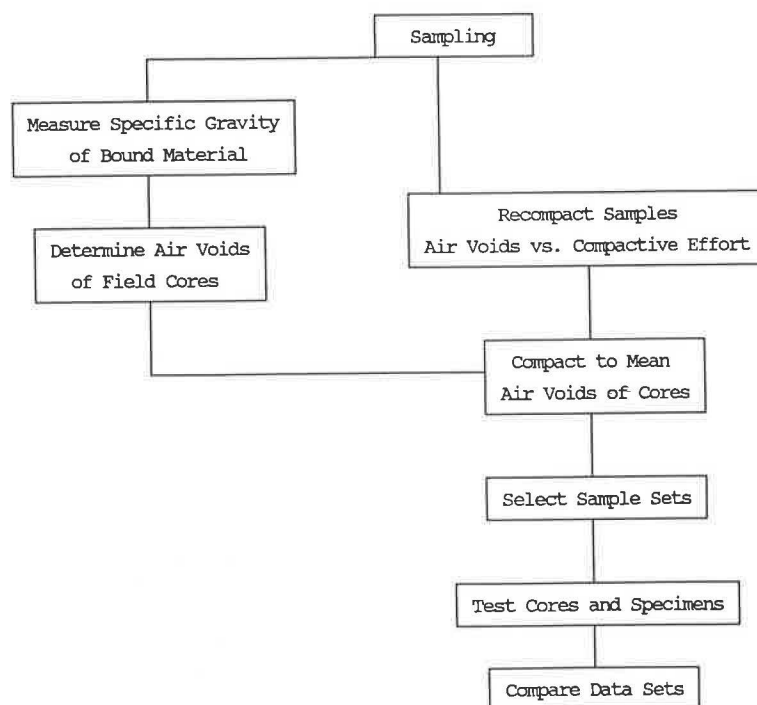 Sampling
Measure Specific Gravity
of Bound Material
Recompact Samples
Air Voids vs. Compactive Effort
Determine Air Voids
of Field Cores
Compact to Mean
Air Voids of Cores
Select Sample Sets
Test Cores and Specimens
Compare Data Sets